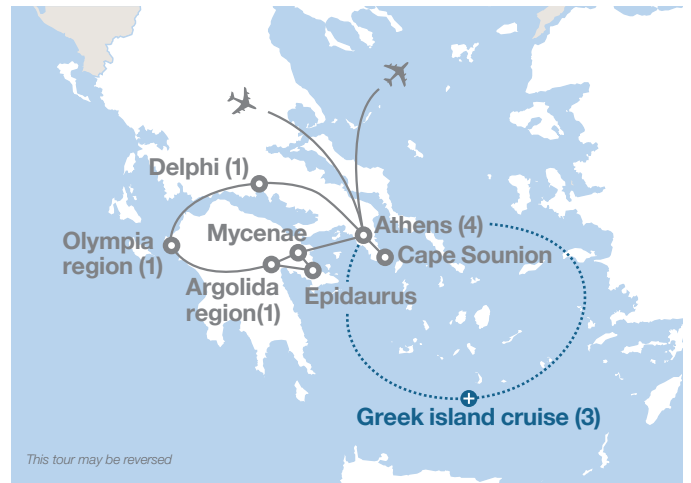 Delphi (1)
Athens (4)
Mycenae
Olympia
region (1)
Cape Sounion
Argolida
region(1)
Epidaurus
Greek island cruise (3)
This tour may be reversed